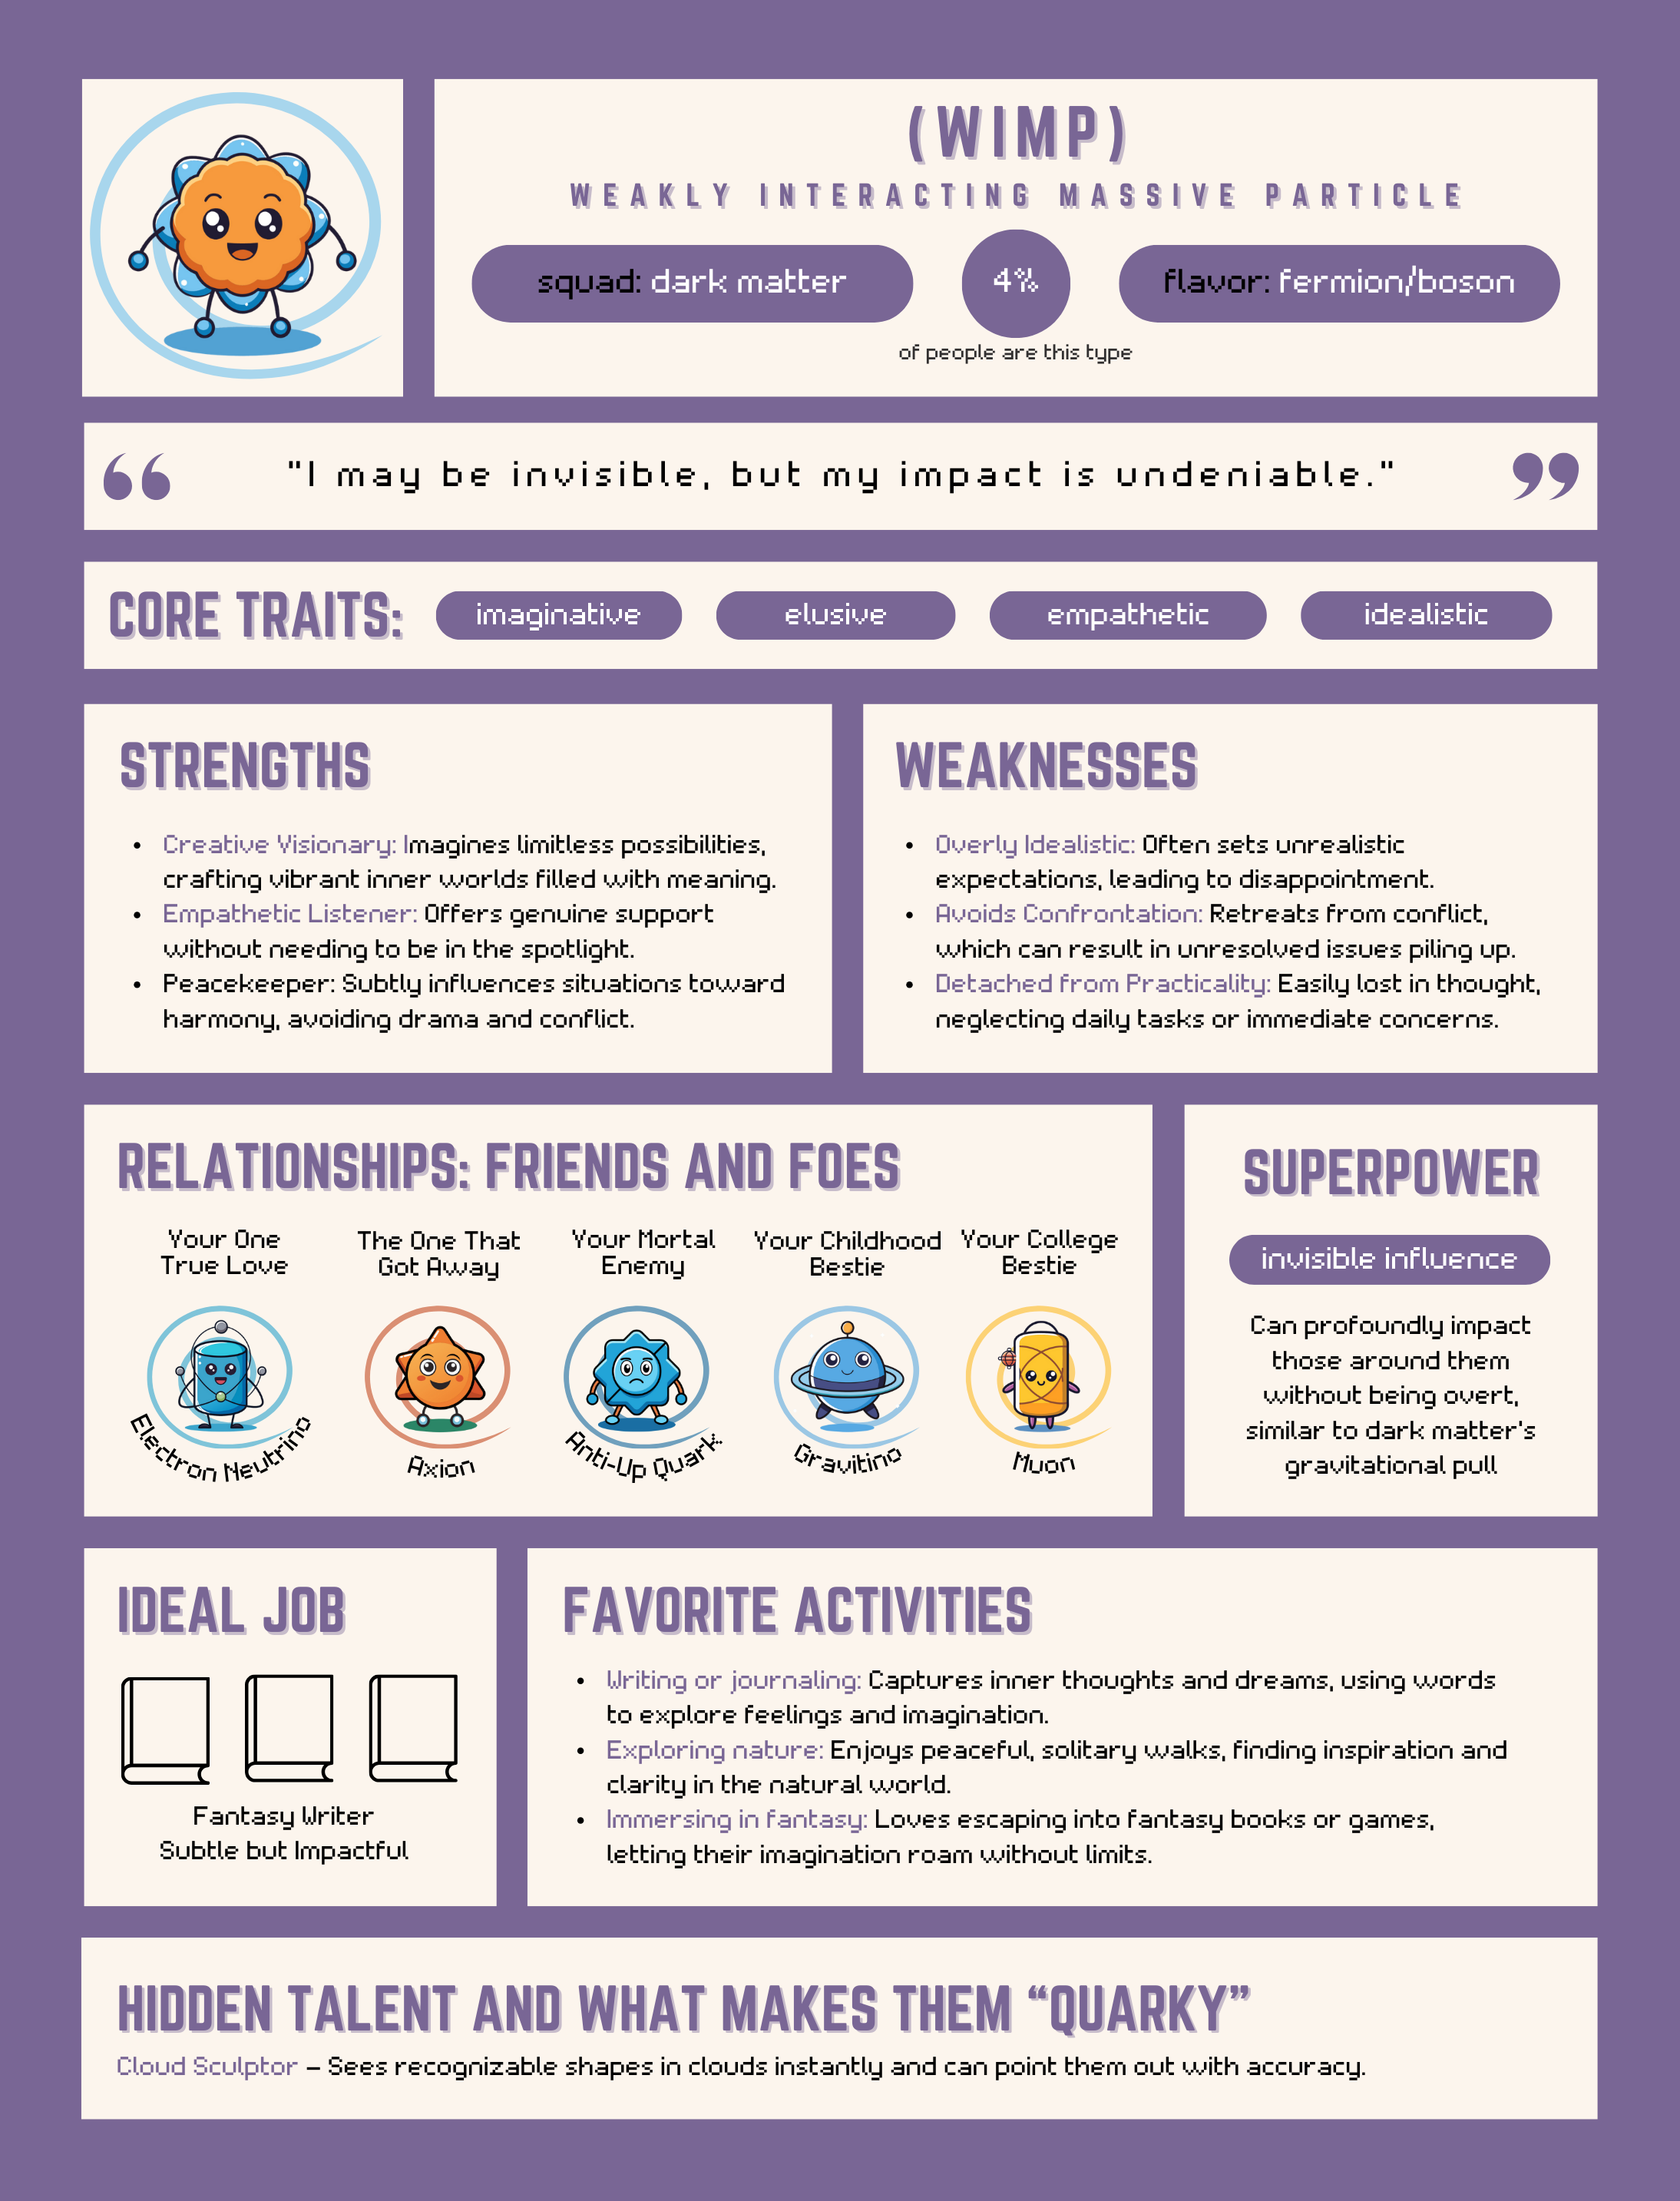 (WIMP)
WEAKLY INTERACTING MASSIVE PARTICLE
squad: dark matter
4%
flavor: fermion/boson
of people are this type
"I may be invisible, but my impact is undeniable."
CORE TRAITS:
imaginative
elusive
empathetic
idealistic
STRENGTHS
• Creative Visionary: Imagines limitless possibilities,
crafting vibrant inner worlds filled with meaning.
• Empathetic Listener: Offers genuine support
without needing to be in the spotlight.
• Peacekeeper: Subtly influences situations toward
harmony, avoiding drama and conflict.
WEAKNESSES
• Overly Idealistic: Often sets unrealistic
expectations, leading to disappointment.
• Avoids Confrontation: Retreats from conflict,
which can result in unresolved issues piling up.
• Detached from Practicality: Easily lost in thought,
neglecting daily tasks or immediate concerns.
RELATIONSHIPS: FRIENDS AND FOES
Your One
True Love
Electron Neutrino
The One That
Got Away
Axion
Your Mortal
Enemy
Anti-Up Quark
Your Childhood
Bestie
Gravitino
Your College
Bestie
Muon
SUPERPOWER
invisible influence
Can profoundly impact
those around them
without being overt,
similar to dark matter's
gravitational pull
IDEAL JOB
Fantasy Writer
Subtle but Impactful
FAVORITE ACTIVITIES
• Writing or journaling: Captures inner thoughts and dreams, using words
to explore feelings and imagination.
• Exploring nature: Enjoys peaceful, solitary walks, finding inspiration and
clarity in the natural world.
• Immersing in fantasy: Loves escaping into fantasy books or games,
letting their imagination roam without limits.
HIDDEN TALENT AND WHAT MAKES THEM “QUARKY”
Cloud Sculptor – Sees recognizable shapes in clouds instantly and can point them out with accuracy.